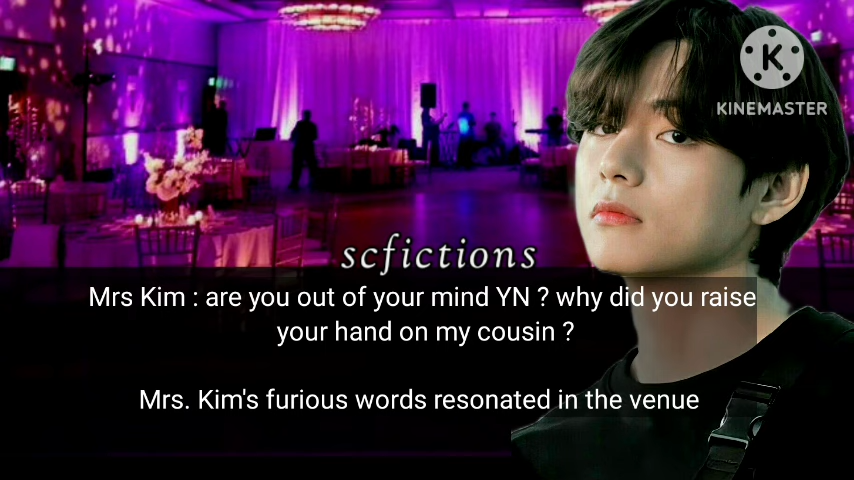 KINEMASTER
scfictions
Mrs Kim : are you out of your mind YN ? why did you raise
your hand on my cousin ?
Mrs. Kim's furious words resonated in the venue